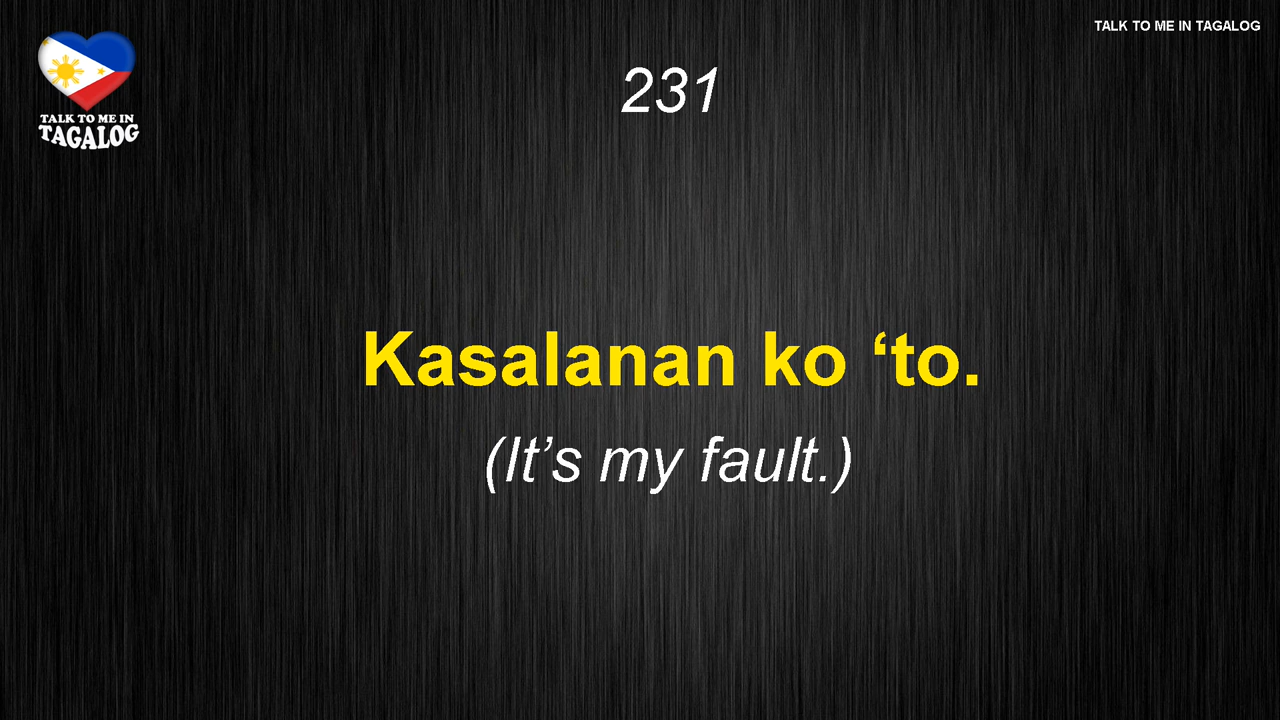 TALK TO ME IN TAGALOG
TALK TO ME IN
TAGALOG
231
Kasalanan ko ‘to.
(It’s my fault.)